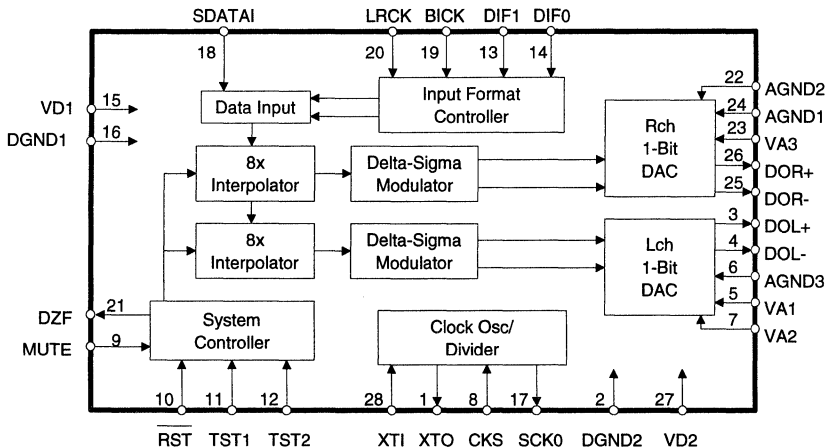 SDATAI LRCK BICK DIF1 DIF0
18 20 19 13 14
22 AGND2
VD1 15
Data Input
Input Format
Controller
24 AGND1
DGND1 16
Rch
1-Bit
DAC
23 VA3
26 DOR+
25 DOR-
8x
Interpolator
Delta-Sigma
Modulator
3 DOL+
8x
Interpolator
Delta-Sigma
Modulator
Lch
1-Bit
DAC
4 DOL-
6 AGND3
5 VA1
7 VA2
DZF 21
System
Controller
Clock Osc/
Divider
MUTE 9
10 11 12 28 1 8 17 2 27
RST TST1 TST2 XTI XTO CKS SCK0 DGND2 VD2